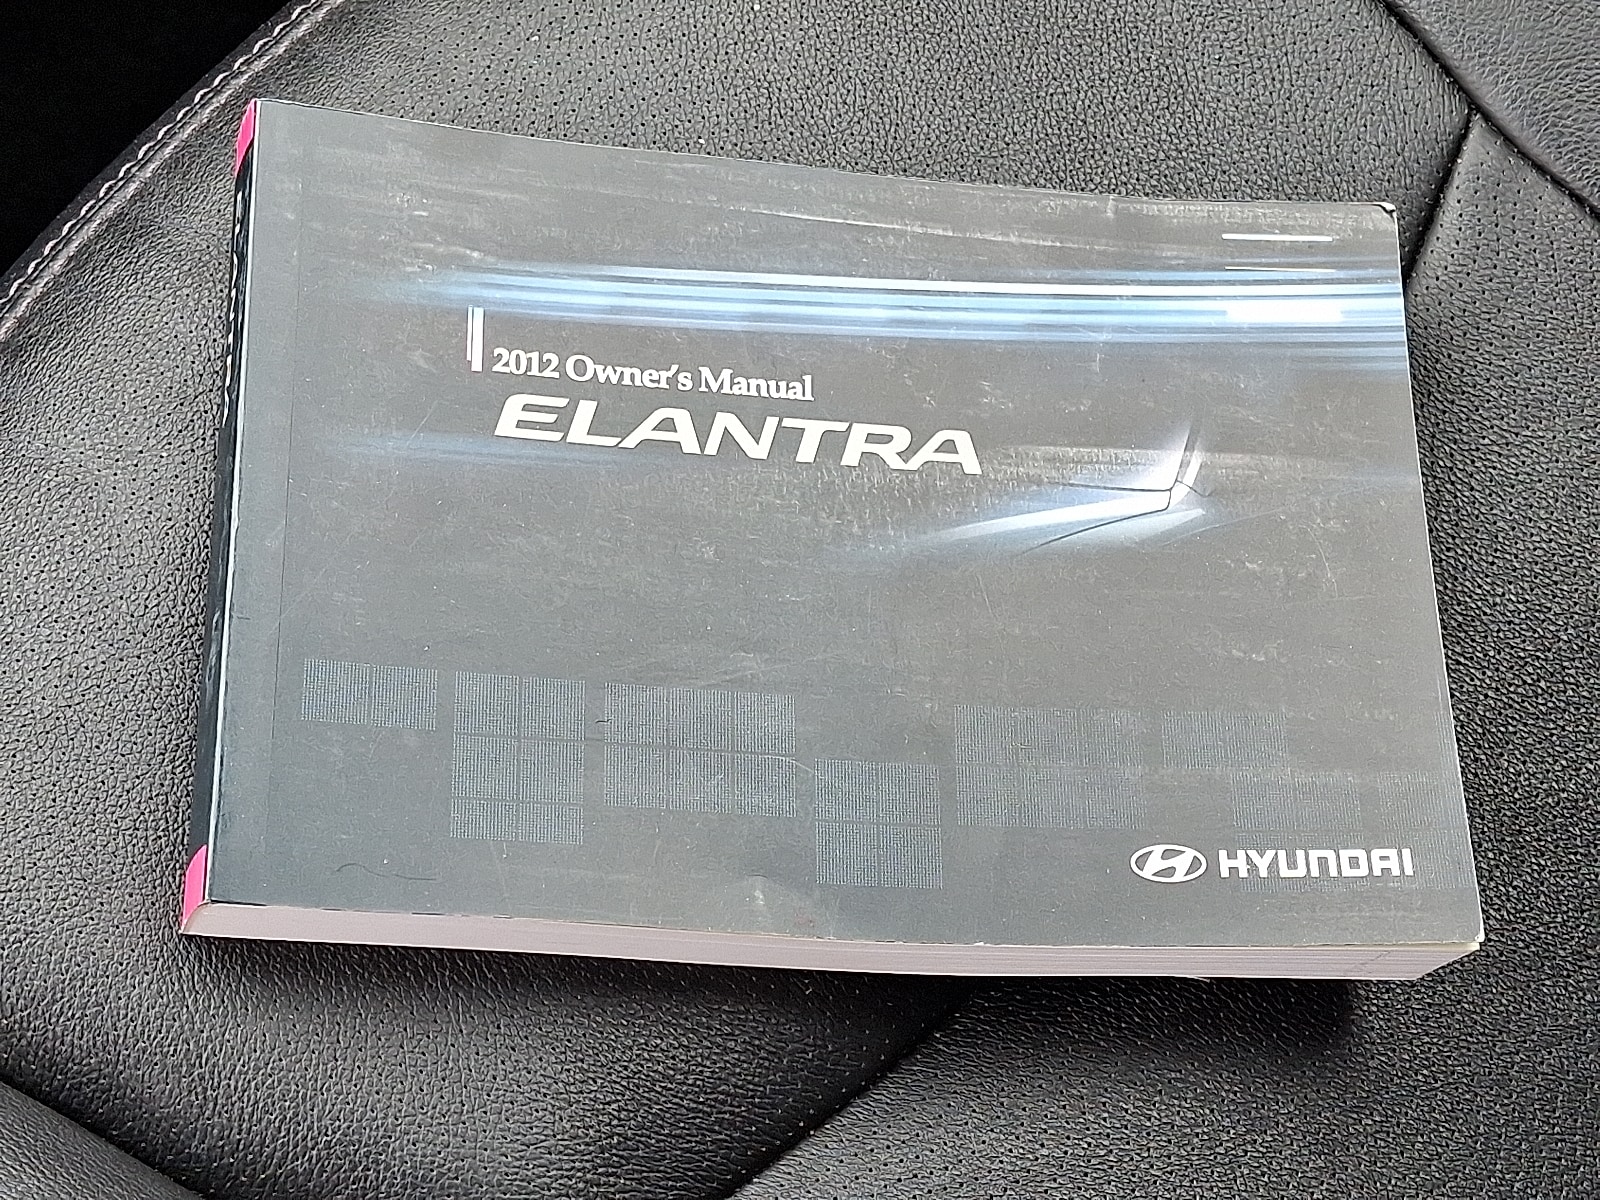 2012 Owner's Manual
ELANTRA
HYUNDAI